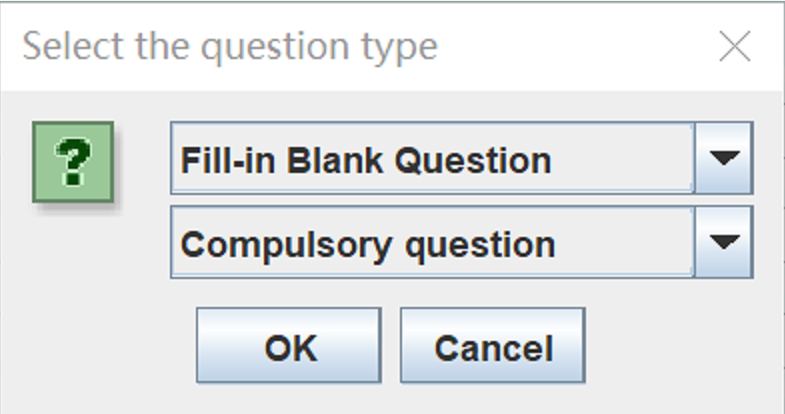 Select the question type
Fill-in Blank Question
Compulsory question
OK Cancel